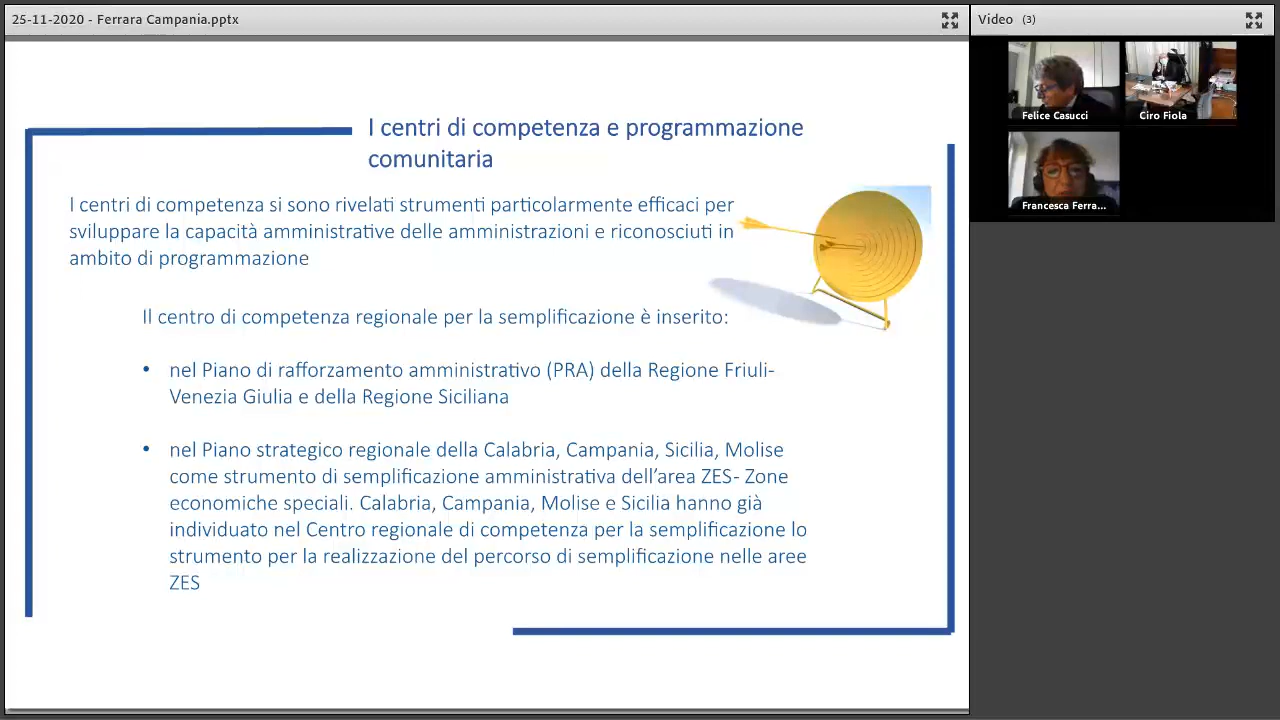 25-11-2020 - Ferrara Campania.pptx
Video (3)
Felice Casucci
Ciro Fiola
Francesca Ferra...
I centri di competenza e programmazione
comunitaria
I centri di competenza si sono rivelati strumenti particolarmente efficaci per
sviluppare la capacità amministrative delle amministrazioni e riconosciuti in
ambito di programmazione
Il centro di competenza regionale per la semplificazione è inserito:
• nel Piano di rafforzamento amministrativo (PRA) della Regione Friuli-
Venezia Giulia e della Regione Siciliana
• nel Piano strategico regionale della Calabria, Campania, Sicilia, Molise
come strumento di semplificazione amministrativa dell’area ZES- Zone
economiche speciali. Calabria, Campania, Molise e Sicilia hanno già
individuato nel Centro regionale di competenza per la semplificazione lo
strumento per la realizzazione del percorso di semplificazione nelle aree
ZES